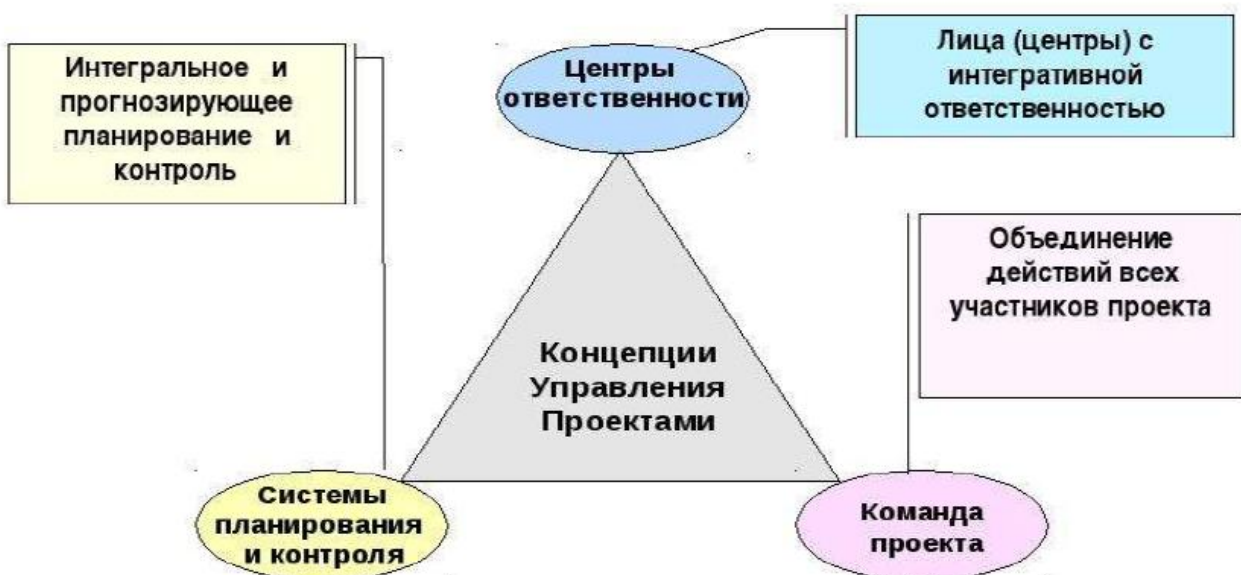 Интегральное и
прогнозирующее
планирование и
контроль
Центры
ответственности
Лица (центры) с
интегративной
ответственностью
Объединение
действий всех
участников проекта
Концепции
Управления
Проектами
Системы
планирования
и контроля
Команда
проекта